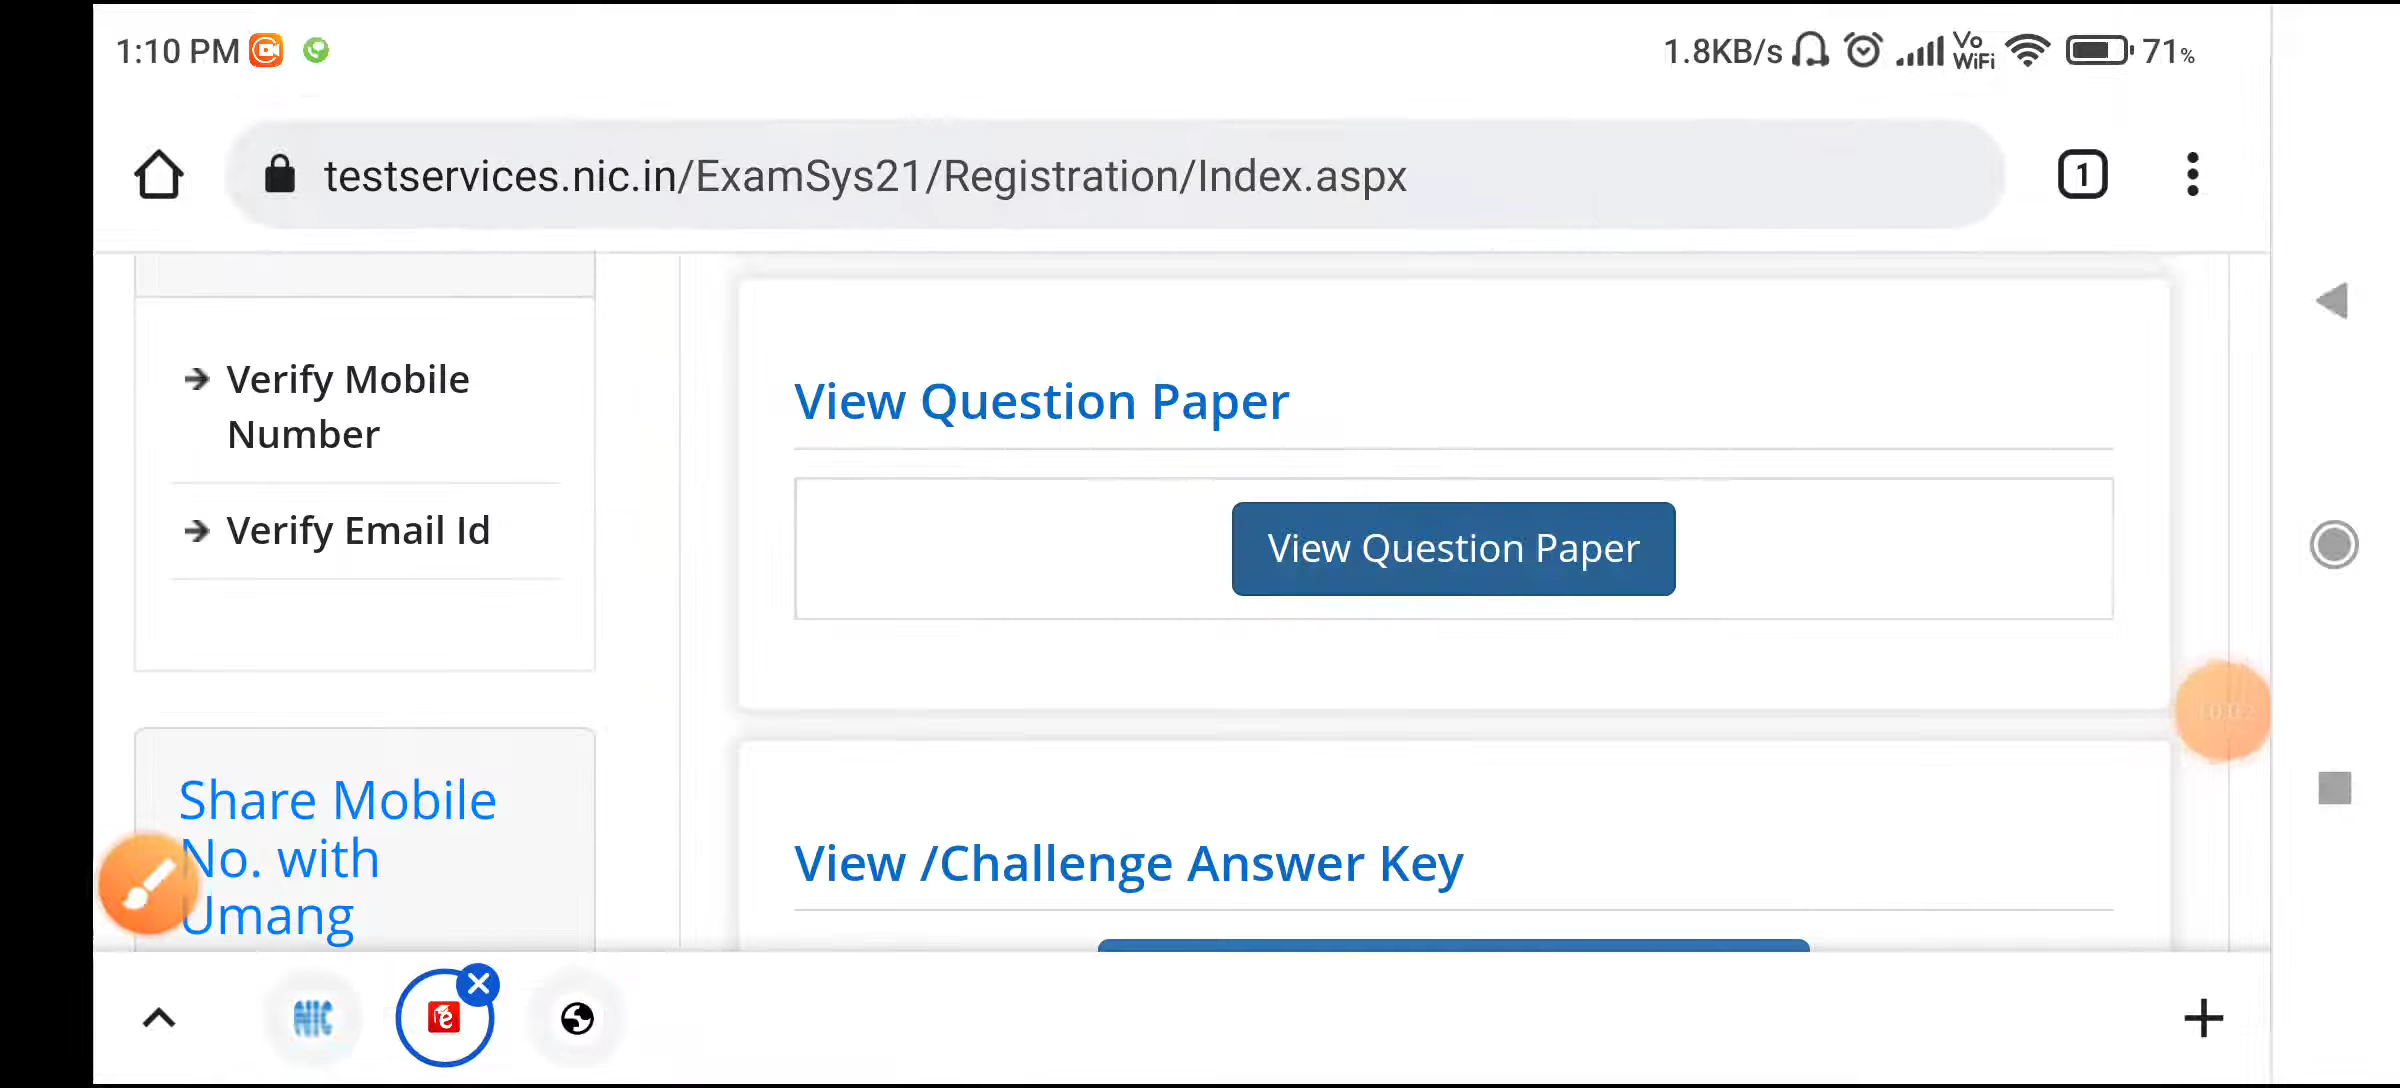 1:10 PM
1.8KB/s Vo WiFi 71%
testservices.nic.in/ExamSys21/Registration/Index.aspx
1
Verify Mobile
Number
Verify Email Id
Share Mobile
No. with
Umang
View Question Paper
View Question Paper
View /Challenge Answer Key
NIC